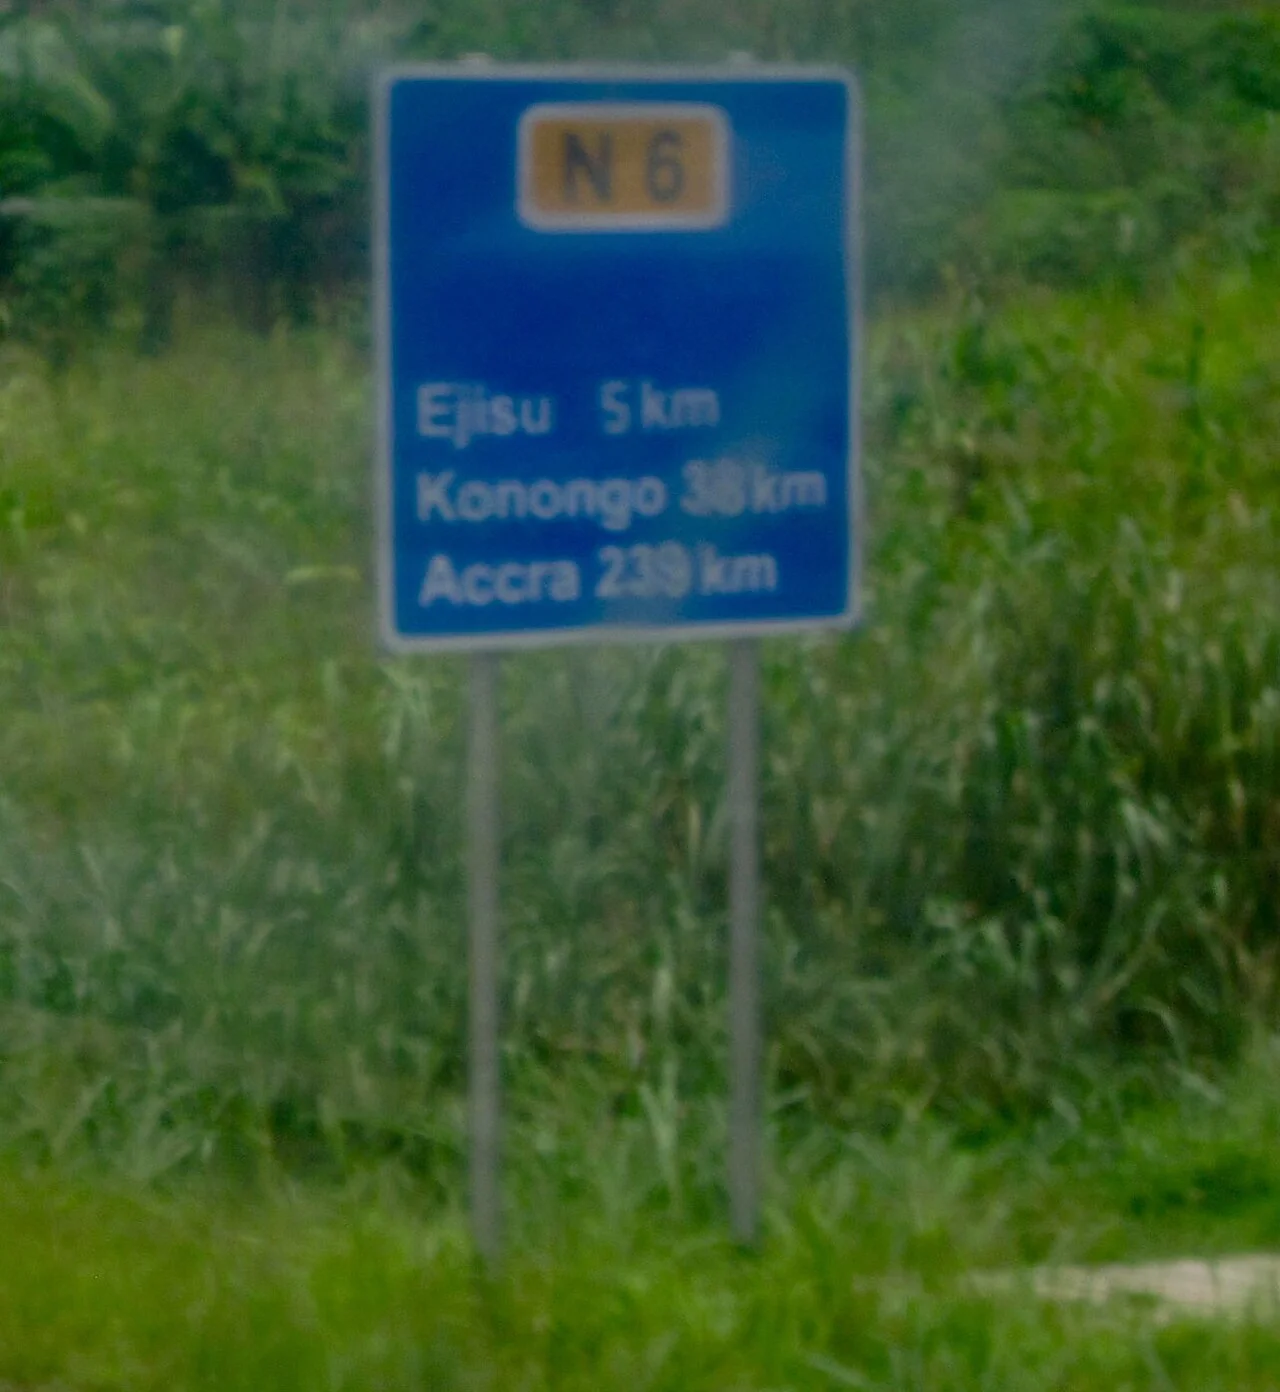 N 6
Ejisu 5 km
Konongo 38 km
Accra 239 km